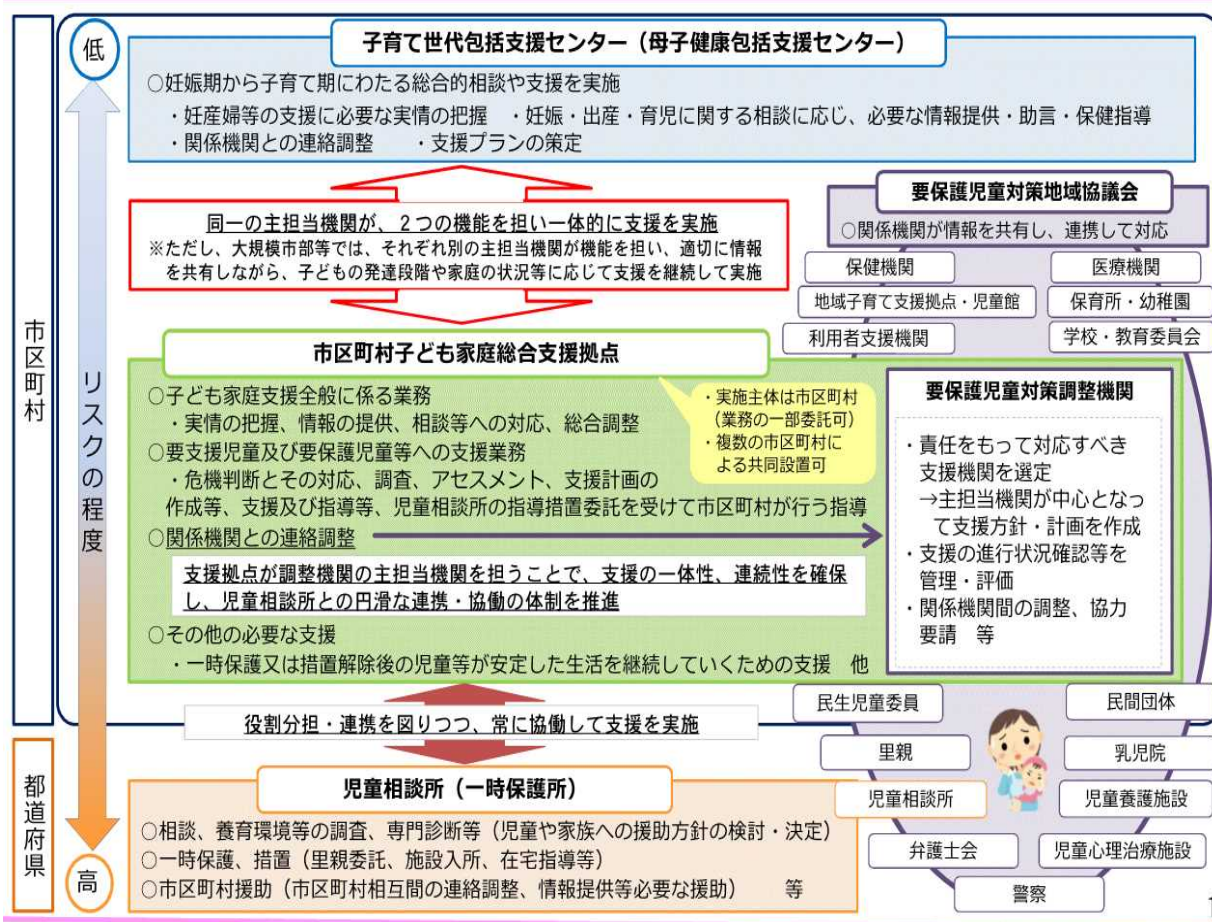 低
子育て世代包括支援センター（母子健康包括支援センター）
○妊娠期から子育て期にわたる総合的相談や支援を実施
・妊産婦等の支援に必要な実情の把握　・妊娠・出産・育児に関する相談に応じ、必要な情報提供・助言・保健指導
・関係機関との連絡調整　　・支援プランの策定
同一の主担当機関が、２つの機能を担い一体的に支援を実施
※ただし、大規模市部等では、それぞれ別の主担当機関が機能を担い、適切に情報
を共有しながら、子どもの発達段階や家庭の状況等に応じて支援を継続して実施
要保護児童対策地域協議会
○関係機関が情報を共有し、連携して対応
保健機関
医療機関
地域子育て支援拠点・児童館
保育所・幼稚園
利用者支援機関
学校・教育委員会
市区町村
リスクの程度
市区町村子ども家庭総合支援拠点
○子ども家庭支援全般に係る業務
・実情の把握、情報の提供、相談等への対応、総合調整
○要支援児童及び要保護児童等への支援業務
・危機判断とその対応、調査、アセスメント、支援計画の
作成等、支援及び指導等、児童相談所の指導措置委託を受けて市区町村が行う指導
○関係機関との連絡調整
支援拠点が調整機関の主担当機関を担うことで、支援の一体性、連続性を確保
し、児童相談所との円滑な連携・協働の体制を推進
○その他の必要な支援
・一時保護又は措置解除後の児童等が安定した生活を継続していくための支援　他
・実施主体は市区町村
（業務の一部委託可）
・複数の市区町村に
よる共同設置可
要保護児童対策調整機関
・責任をもって対応すべき
支援機関を選定
→主担当機関が中心となっ
て支援方針・計画を作成
・支援の進行状況確認等を
管理・評価
・関係機関間の調整、協力
要請　等
役割分担・連携を図りつつ、常に協働して支援を実施
民生児童委員
民間団体
里親
乳児院
児童相談所
児童養護施設
弁護士会
児童心理治療施設
警察
都道府県
児童相談所（一時保護所）
○相談、養育環境等の調査、専門診断等（児童や家族への援助方針の検討・決定）
○一時保護、措置（里親委託、施設入所、在宅指導等）
○市区町村援助（市区町村相互間の連絡調整、情報提供等必要な援助）　　等
高